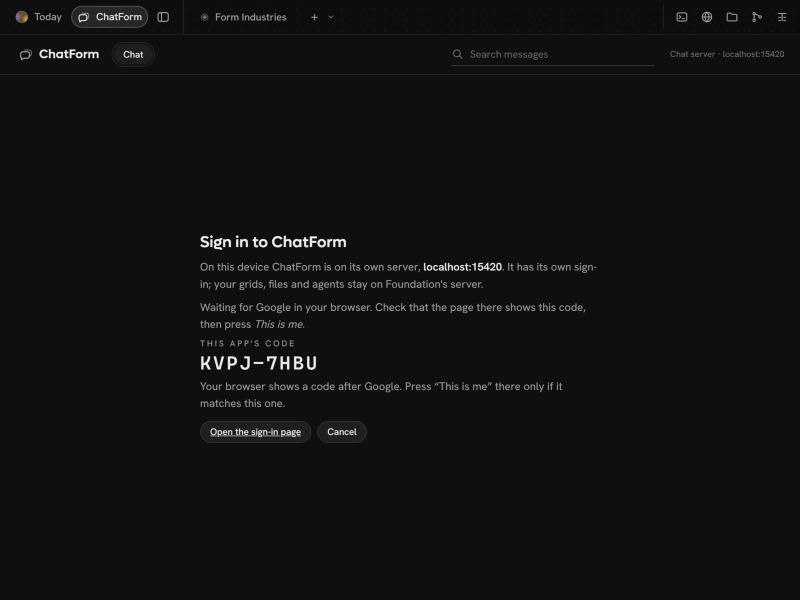 Today
ChatForm
Form Industries
ChatForm
Chat
Search messages
Chat server · localhost:15420
Sign in to ChatForm
On this device ChatForm is on its own server, localhost:15420. It has its own sign-
in; your grids, files and agents stay on Foundation's server.
Waiting for Google in your browser. Check that the page there shows this code,
then press This is me.
THIS APP'S CODE
KVPJ–7HBU
Your browser shows a code after Google. Press “This is me” there only if it
matches this one.
Open the sign-in page
Cancel